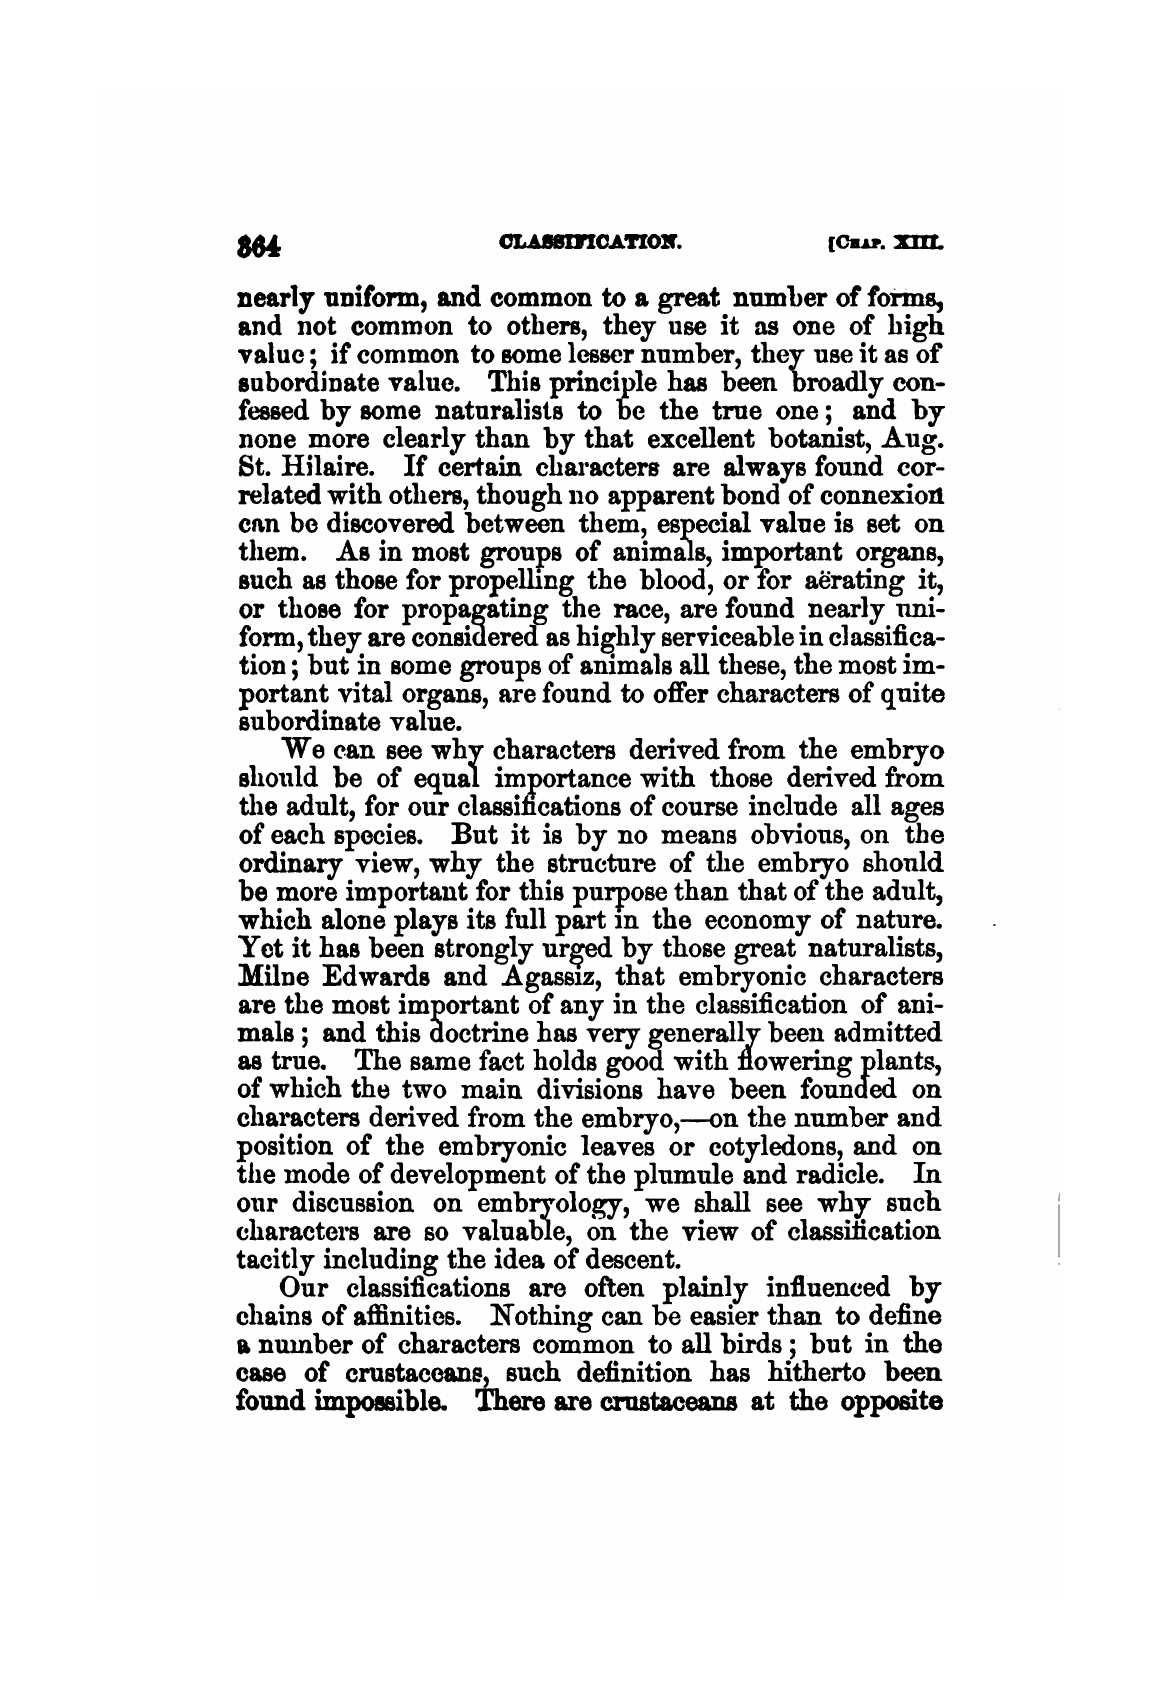 364 CLASSIFICATION. [CHAP. XIII.
nearly uniform, and common to a great number of forms,
and not common to others, they use it as one of high
value; if common to some lesser number, they use it as of
subordinate value. This principle has been broadly con-
fessed by some naturalists to be the true one; and by
none more clearly than by that excellent botanist, Aug.
St. Hilaire. If certain characters are always found cor-
related with others, though no apparent bond of connexion
can be discovered between them, especial value is set on
them. As in most groups of animals, important organs,
such as those for propelling the blood, or for aërating it,
or those for propagating the race, are found nearly uni-
form, they are considered as highly serviceable in classifica-
tion; but in some groups of animals all these, the most im-
portant vital organs, are found to offer characters of quite
subordinate value.
We can see why characters derived from the embryo
should be of equal importance with those derived from
the adult, for our classifications of course include all ages
of each species. But it is by no means obvious, on the
ordinary view, why the structure of the embryo should
be more important for this purpose than that of the adult,
which alone plays its full part in the economy of nature.
Yet it has been strongly urged by those great naturalists,
Milne Edwards and Agassiz, that embryonic characters
are the most important of any in the classification of ani-
mals; and this doctrine has very generally been admitted
as true. The same fact holds good with flowering plants,
of which the two main divisions have been founded on
characters derived from the embryo,—on the number and
position of the embryonic leaves or cotyledons, and on
the mode of development of the plumule and radicle. In
our discussion on embryology, we shall see why such
characters are so valuable, on the view of classification
tacitly including the idea of descent.
Our classifications are often plainly influenced by
chains of affinities. Nothing can be easier than to define
a number of characters common to all birds; but in the
case of crustaceans, such definition has hitherto been
found impossible. There are crustaceans at the opposite